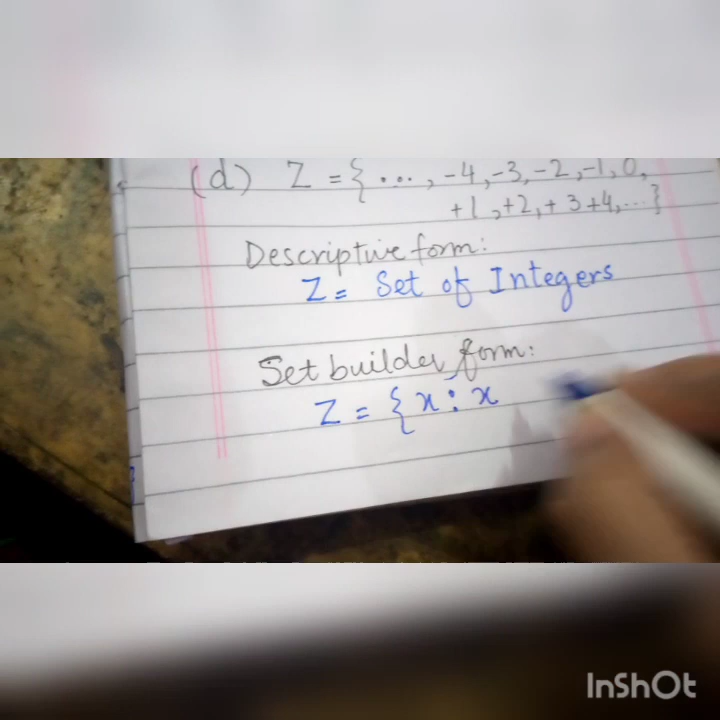 (d) Z = { ..., -4, -3, -2, -1, 0,
+1, +2, + 3 +4, ... }
Descriptive form:
Z = Set of Integers
Set builder form:
Z = { x : x
InShOt